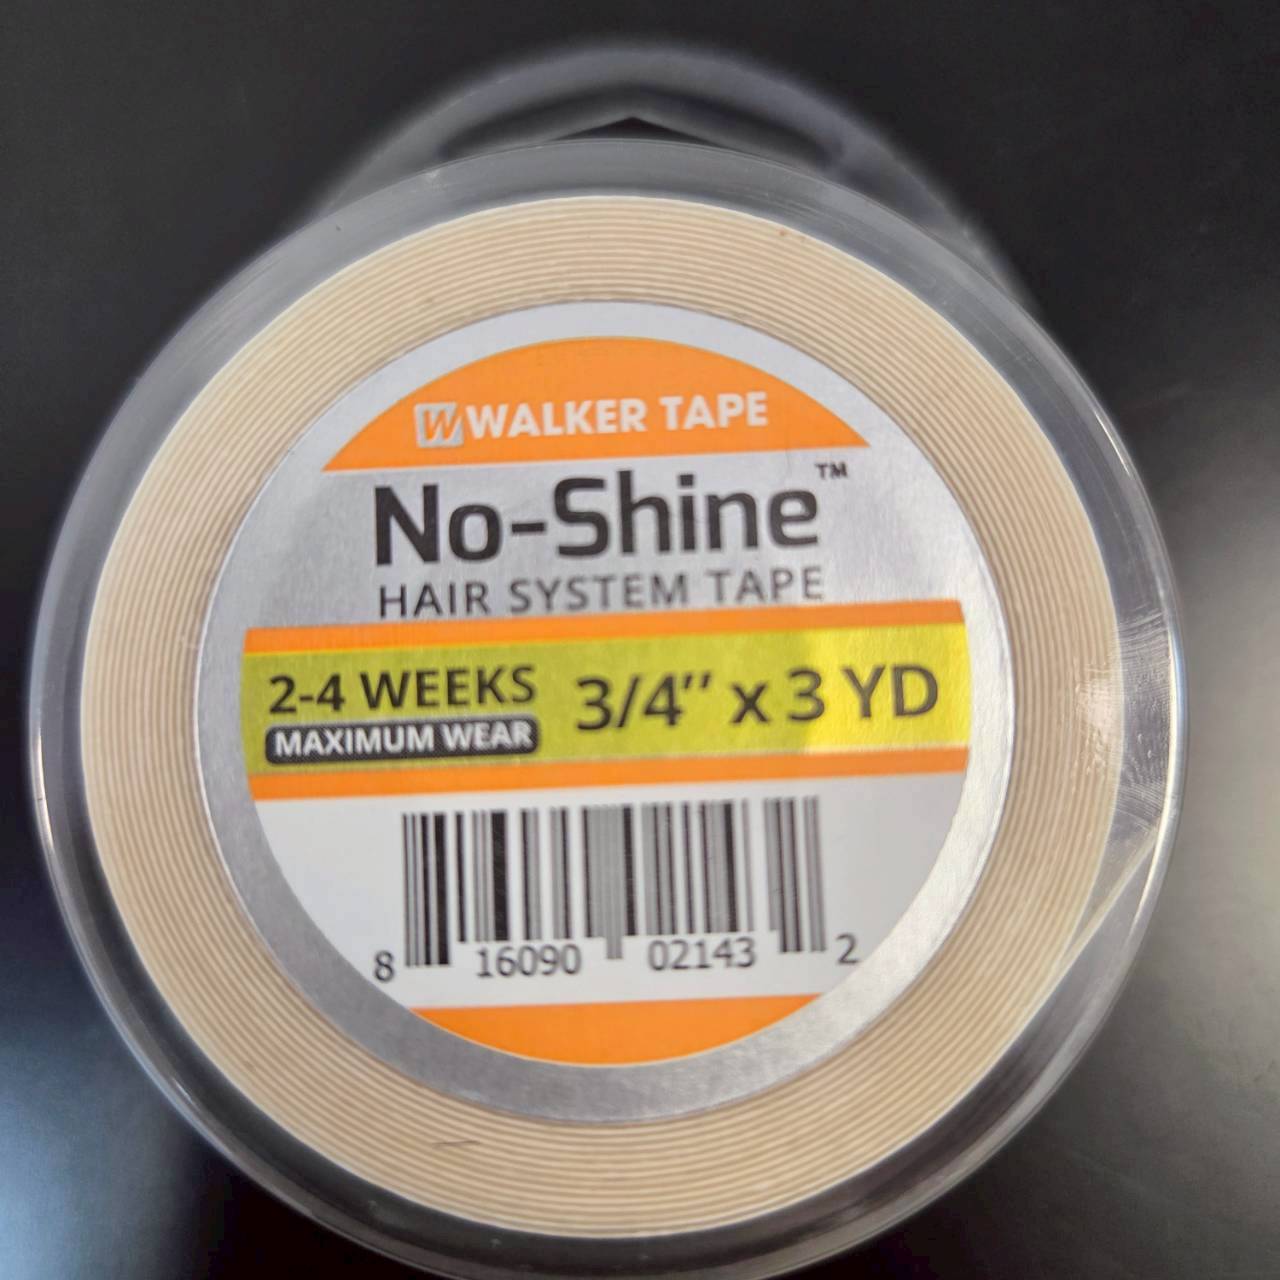 W WALKER TAPE
No-Shine™
HAIR SYSTEM TAPE
2-4 WEEKS
MAXIMUM WEAR
3/4" x 3 YD
8 16090 02143 2